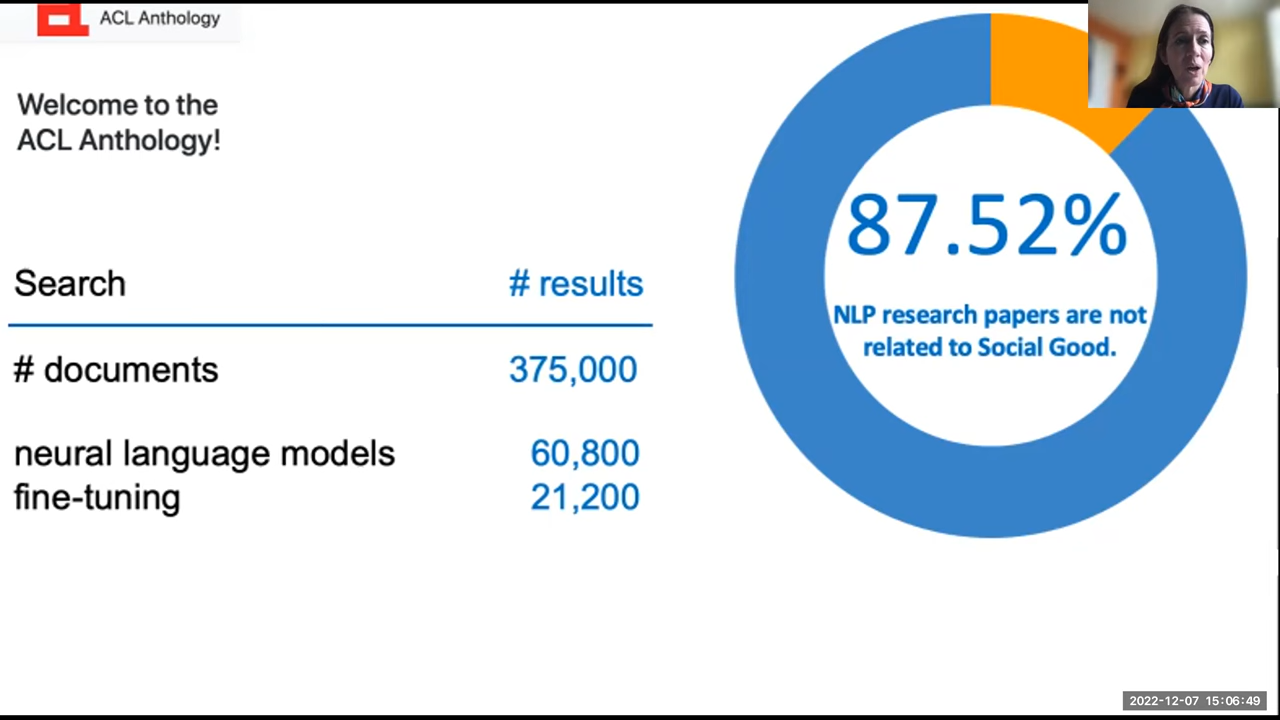 ACL Anthology
Welcome to the
ACL Anthology!
Search # results
# documents 375,000
neural language models 60,800
fine-tuning 21,200
87.52%
NLP research papers are not
related to Social Good.
2022-12-07 15:06:49